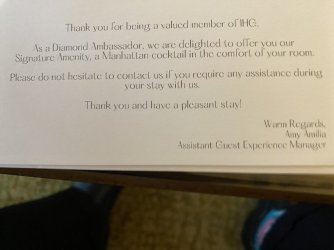 Thank you for being a valued member of IHG.
As a Diamond Ambassador, we are delighted to offer you our
Signature Amenity, a Manhattan cocktail in the comfort of your room.
Please do not hesitate to contact us if you require any assistance during
your stay with us.
Thank you and have a pleasant stay!
Warm Regards,
Amy Amilia
Assistant Guest Experience Manager